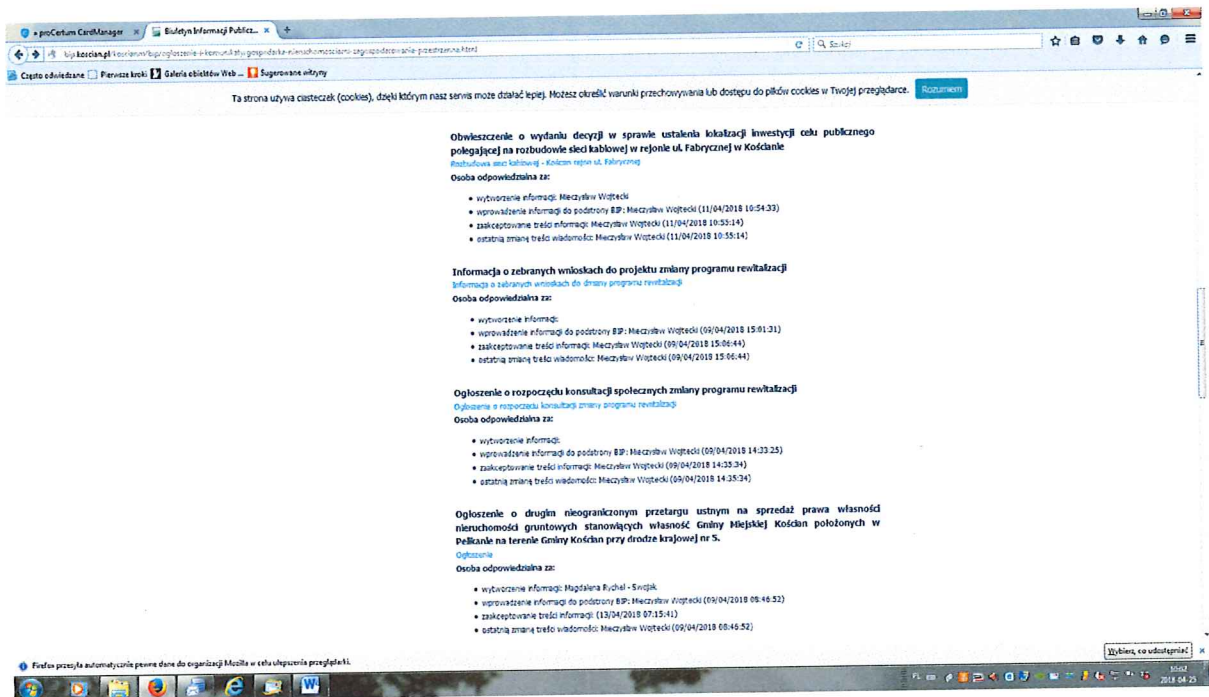 proCertum CardManager
Biuletyn Informacji Publicz...
bip.koscian.pl/koscianm/bip/ogloszenie-i-komunikaty/gospodarka-nieruchomosciami-zagospodarowanie-przestrzenne.html
Szukaj
Często odwiedzane Pierwsze kroki Galeria obiektów Web ... Sugerowane witryny
Ta strona używa ciasteczek (cookies), dzięki którym nasz serwis może działać lepiej. Możesz określić warunki przechowywania lub dostępu do plików cookies w Twojej przeglądarce. Rozumiem
Obwieszczenie o wydaniu decyzji w sprawie ustalenia lokalizacji inwestycji celu publicznego
polegającej na rozbudowie sieci kablowej w rejonie ul. Fabrycznej w Kościanie
Rozbudowa sieci kablowej - Kościan rejon ul. Fabrycznej
Osoba odpowiedzialna za:
• wytworzenie informacji: Mieczysław Wojtecki
• wprowadzenie informacji do podstrony BIP: Mieczysław Wojtecki (11/04/2018 10:54:33)
• zaakceptowanie treści informacji: Mieczysław Wojtecki (11/04/2018 10:55:14)
• ostatnią zmianę treści wiadomości: Mieczysław Wojtecki (11/04/2018 10:55:14)
Informacja o zebranych wnioskach do projektu zmiany programu rewitalizacji
Informacja o zebranych wnioskach do zmiany programu rewitalizacji
Osoba odpowiedzialna za:
• wytworzenie informacji:
• wprowadzenie informacji do podstrony BIP: Mieczysław Wojtecki (09/04/2018 15:01:31)
• zaakceptowanie treści informacji: Mieczysław Wojtecki (09/04/2018 15:06:44)
• ostatnią zmianę treści wiadomości: Mieczysław Wojtecki (09/04/2018 15:06:44)
Ogłoszenie o rozpoczęciu konsultacji społecznych zmiany programu rewitalizacji
Ogłoszenie o rozpoczęciu konsultacji zmiany programu rewitalizacji
Osoba odpowiedzialna za:
• wytworzenie informacji:
• wprowadzenie informacji do podstrony BIP: Mieczysław Wojtecki (09/04/2018 14:33:25)
• zaakceptowanie treści informacji: Mieczysław Wojtecki (09/04/2018 14:35:34)
• ostatnią zmianę treści wiadomości: Mieczysław Wojtecki (09/04/2018 14:35:34)
Ogłoszenie o drugim nieograniczonym przetargu ustnym na sprzedaż prawa własności
nieruchomości gruntowych stanowiących własność Gminy Miejskiej Kościan położonych w
Pelikanie na terenie Gminy Kościan przy drodze krajowej nr 5.
Ogłoszenie
Osoba odpowiedzialna za:
• wytworzenie informacji: Magdalena Rychel - Swojak
• wprowadzenie informacji do podstrony BIP: Mieczysław Wojtecki (09/04/2018 08:46:52)
• zaakceptowanie treści informacji: (13/04/2018 07:15:41)
• ostatnią zmianę treści wiadomości: Mieczysław Wojtecki (09/04/2018 08:46:52)
Wybierz, co udostępniać
Firefox przesyła automatycznie pewne dane do organizacji Mozilla w celu ulepszenia przeglądarki.
PL
2018-04-25